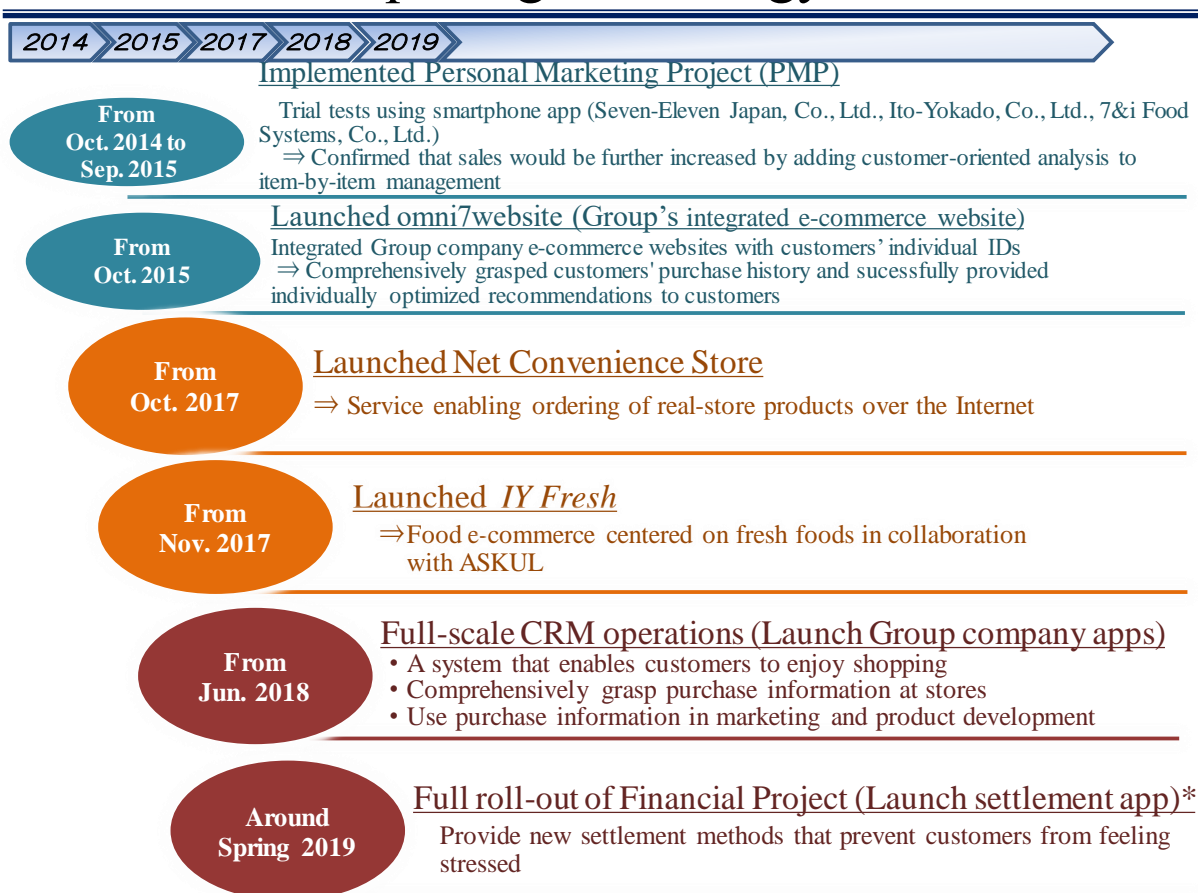 2014 2015 2017 2018 2019
Implemented Personal Marketing Project (PMP)
From
Oct. 2014 to
Sep. 2015
Trial tests using smartphone app (Seven-Eleven Japan, Co., Ltd., Ito-Yokado, Co., Ltd., 7&i Food
Systems, Co., Ltd.)
⇒ Confirmed that sales would be further increased by adding customer-oriented analysis to
item-by-item management
From
Oct. 2015
Launched omni7website (Group's integrated e-commerce website)
Integrated Group company e-commerce websites with customers' individual IDs
⇒ Comprehensively grasped customers' purchase history and sucessfully provided
individually optimized recommendations to customers
From
Oct. 2017
Launched Net Convenience Store
⇒ Service enabling ordering of real-store products over the Internet
From
Nov. 2017
Launched IY Fresh
⇒Food e-commerce centered on fresh foods in collaboration
with ASKUL
From
Jun. 2018
Full-scale CRM operations (Launch Group company apps)
• A system that enables customers to enjoy shopping
• Comprehensively grasp purchase information at stores
• Use purchase information in marketing and product development
Around
Spring 2019
Full roll-out of Financial Project (Launch settlement app)*
Provide new settlement methods that prevent customers from feeling
stressed